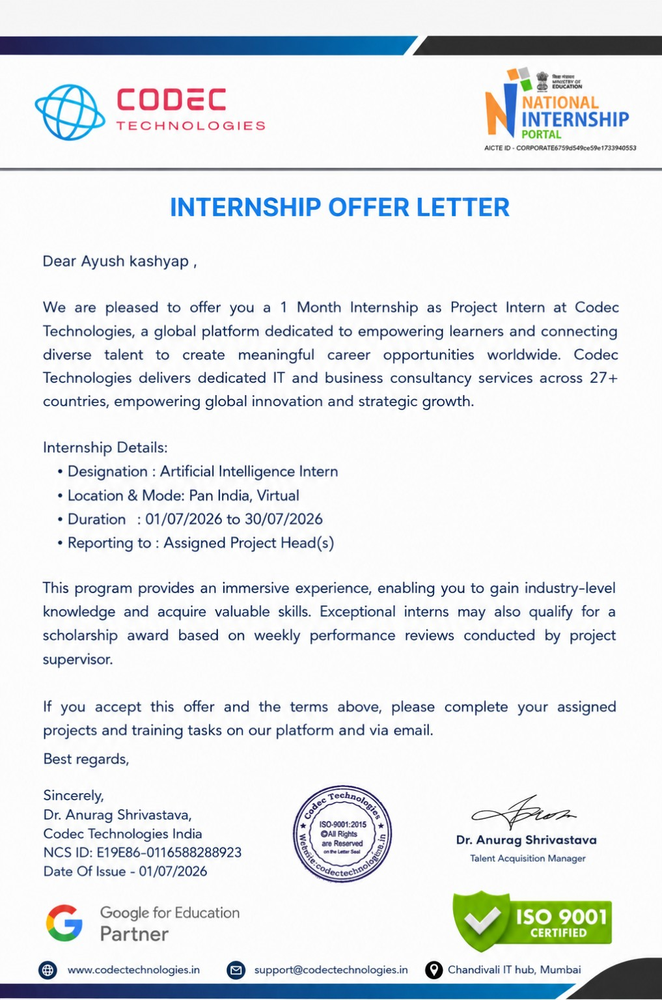 CODEC
TECHNOLOGIES
शिक्षा मंत्रालय
MINISTRY OF
EDUCATION
NATIONAL
INTERNSHIP
PORTAL
AICTE ID - CORPORATE6759d549ce59e1733940553
INTERNSHIP OFFER LETTER
Dear Ayush kashyap ,
We are pleased to offer you a 1 Month Internship as Project Intern at Codec
Technologies, a global platform dedicated to empowering learners and connecting
diverse talent to create meaningful career opportunities worldwide. Codec
Technologies delivers dedicated IT and business consultancy services across 27+
countries, empowering global innovation and strategic growth.
Internship Details:
• Designation : Artificial Intelligence Intern
• Location & Mode: Pan India, Virtual
• Duration : 01/07/2026 to 30/07/2026
• Reporting to : Assigned Project Head(s)
This program provides an immersive experience, enabling you to gain industry-level
knowledge and acquire valuable skills. Exceptional interns may also qualify for a
scholarship award based on weekly performance reviews conducted by project
supervisor.
If you accept this offer and the terms above, please complete your assigned
projects and training tasks on our platform and via email.
Best regards,
Sincerely,
Dr. Anurag Shrivastava,
Codec Technologies India
NCS ID: E19E86-0116588288923
Date Of Issue - 01/07/2026
Codec Technologies
ISO-9001:2015
©All Rights
are Reserved
on the Letter Seal
Website:codectechnologies.in
Dr. Anurag Shrivastava
Talent Acquisition Manager
Google for Education
Partner
ISO 9001
CERTIFIED
www.codectechnologies.in
support@codectechnologies.in
Chandivali IT hub, Mumbai